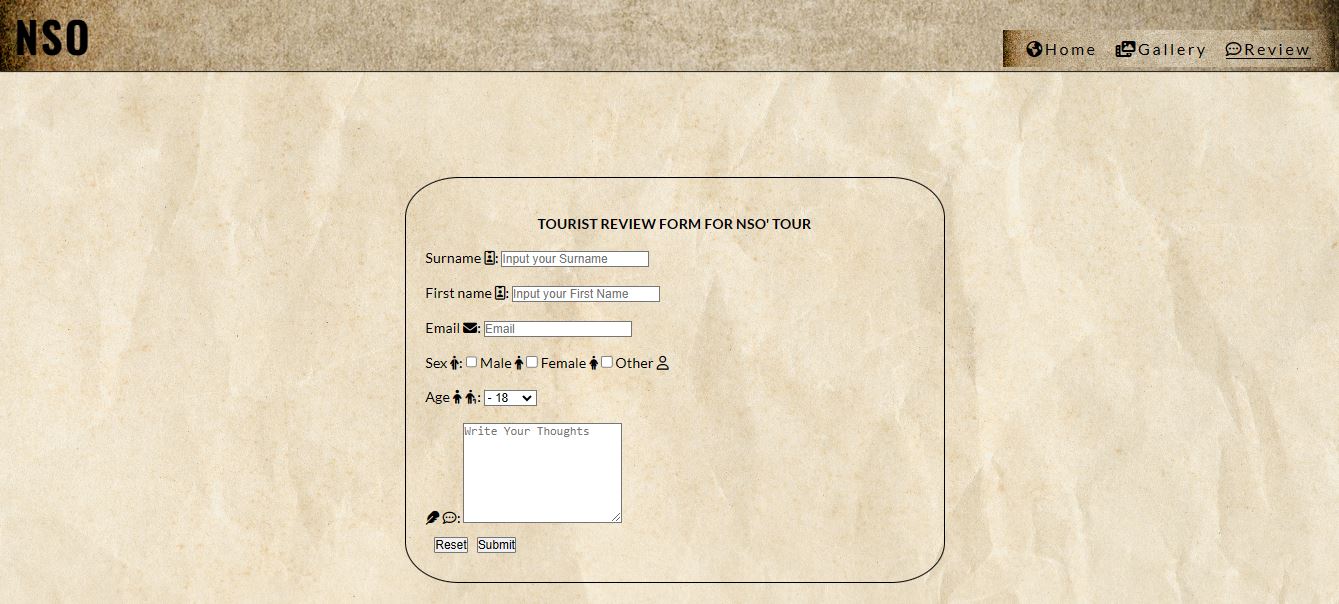 NSO
Home Gallery Review
TOURIST REVIEW FORM FOR NSO' TOUR
Surname : Input your Surname
First name : Input your First Name
Email : Email
Sex : Male Female Other
Age : - 18
Write Your Thoughts
:
Reset Submit